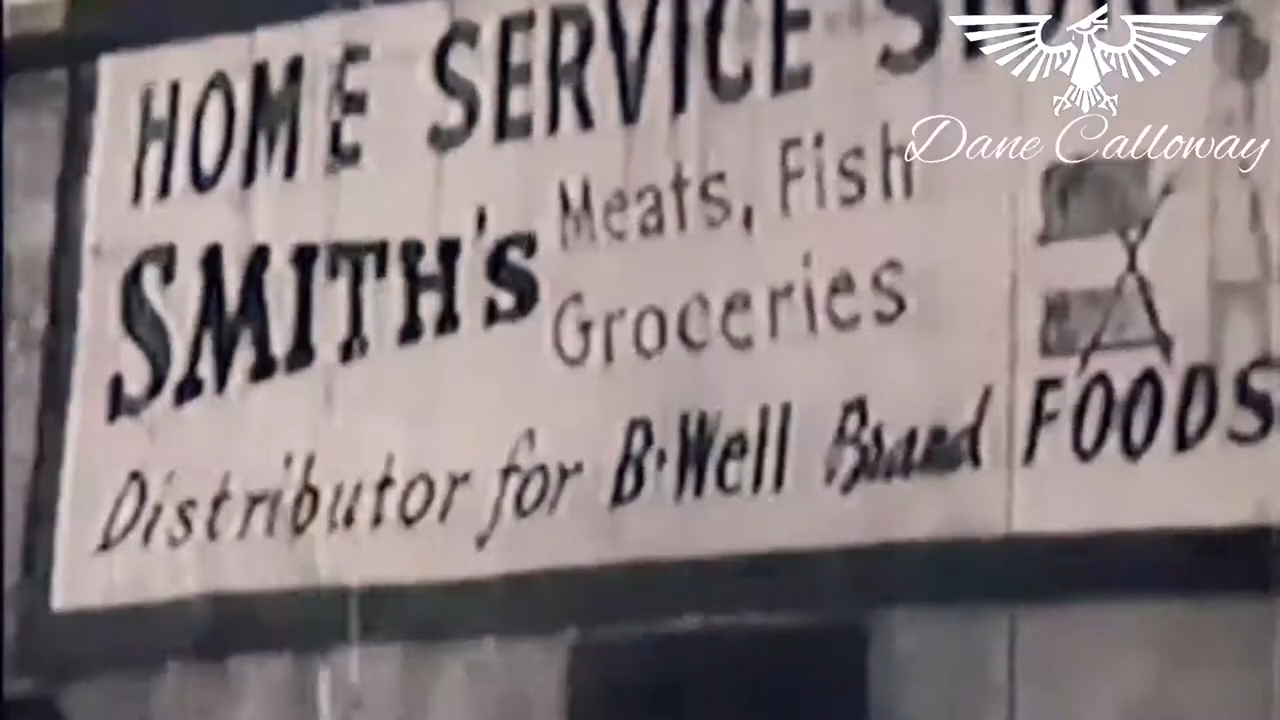 HOME SERVICE
SMITH'S Meats, Fish
Groceries
Distributor for B-Well Brand FOODS
Dane Calloway